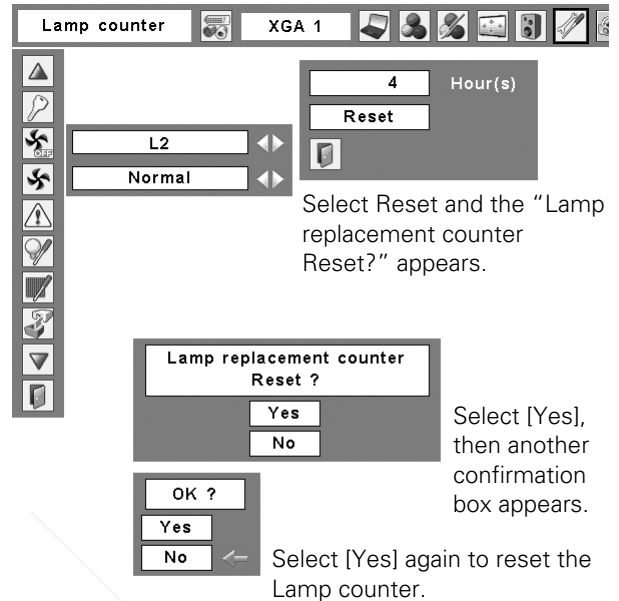 Lamp counter
XGA 1
4 Hour(s)
Reset
OFF
L2
Normal
Select Reset and the “Lamp
replacement counter
Reset?” appears.
Lamp replacement counter
Reset ?
Yes
No
Select [Yes],
then another
confirmation
box appears.
OK ?
Yes
No
Select [Yes] again to reset the
Lamp counter.